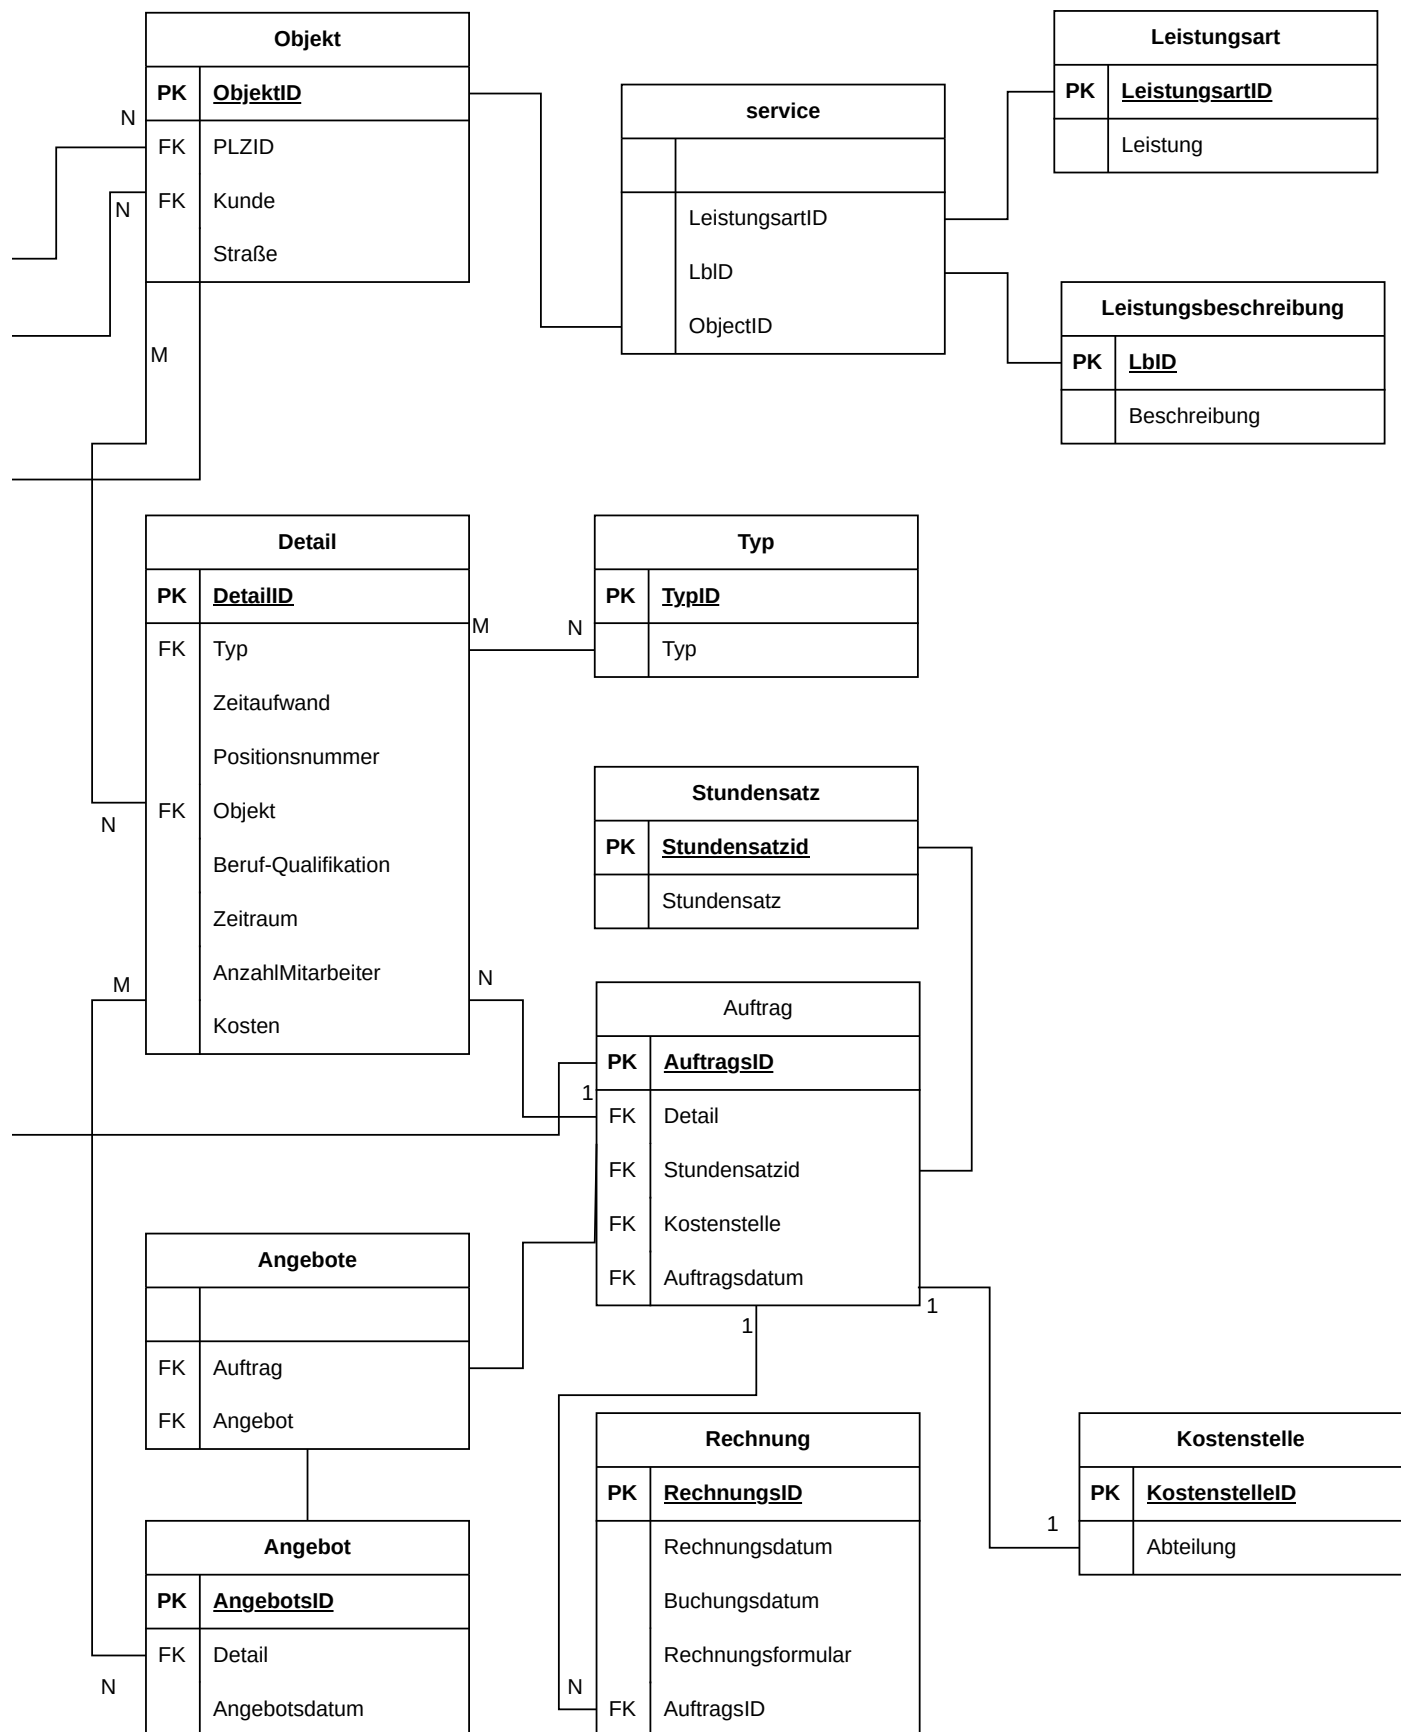 Objekt
PK ObjektID
N
FK PLZID
FK Kunde
N
Straße
M
service
LeistungsartID
LbID
ObjectID
Leistungsart
PK LeistungsartID
Leistung
Leistungsbeschreibung
PK LbID
Beschreibung
Detail
PK DetailID
M
FK Typ
Zeitaufwand
Positionsnummer
FK Objekt
N
Beruf-Qualifikation
Zeitraum
AnzahlMitarbeiter
M
N
Kosten
Typ
PK TypID
N
Typ
Stundensatz
PK Stundensatzid
Stundensatz
Auftrag
PK AuftragsID
1
FK Detail
FK Stundensatzid
FK Kostenstelle
FK Auftragsdatum
1
1
Angebote
FK Auftrag
FK Angebot
Angebot
PK AngebotsID
FK Detail
N
Angebotsdatum
Rechnung
PK RechnungsID
Rechnungsdatum
Buchungsdatum
Rechnungsformular
N
FK AuftragsID
Kostenstelle
PK KostenstelleID
1
Abteilung